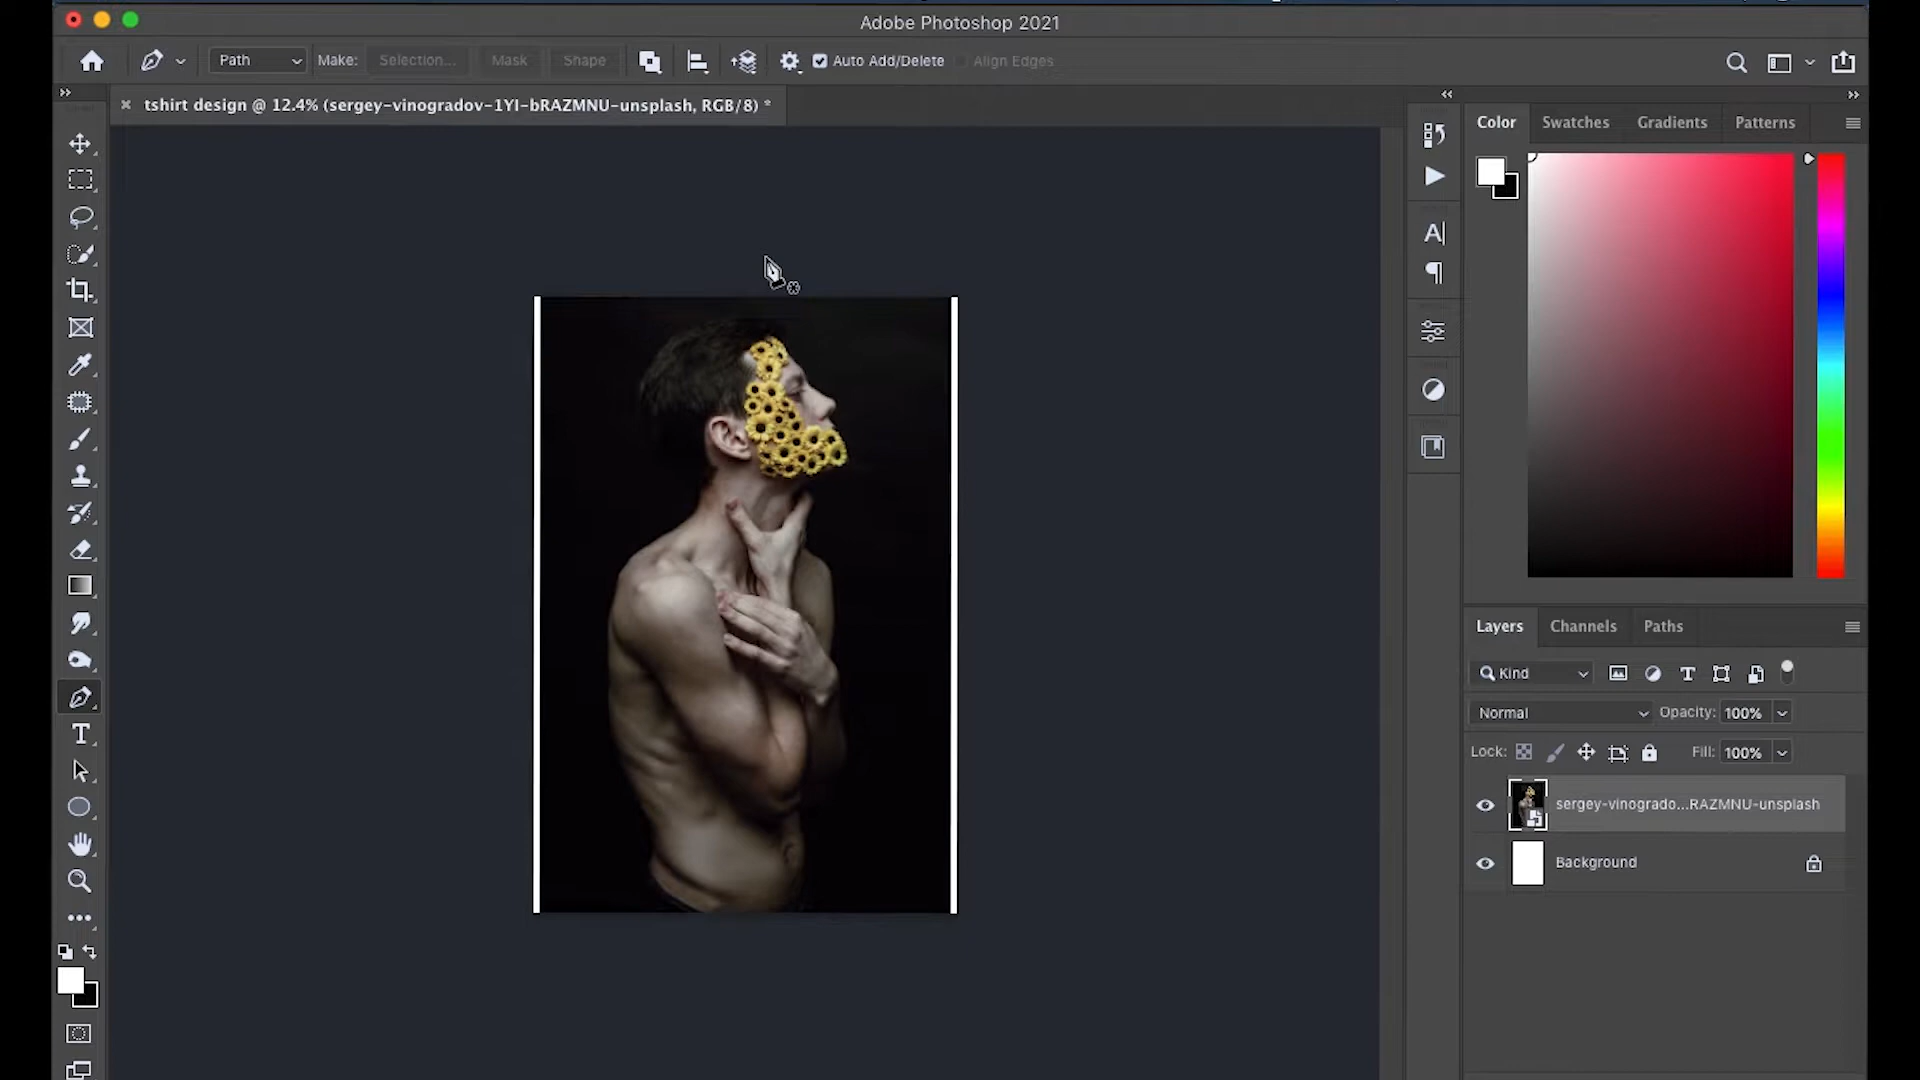 Adobe Photoshop 2021
Path Make: Selection... Mask Shape Auto Add/Delete Align Edges
tshirt design @ 12.4% (sergey-vinogradov-1YI-bRAZMNU-unsplash, RGB/8) *
Color Swatches Gradients Patterns
Layers Channels Paths
Kind
Normal Opacity: 100%
Lock: Fill: 100%
sergey-vinogrado...RAZMNU-unsplash
Background